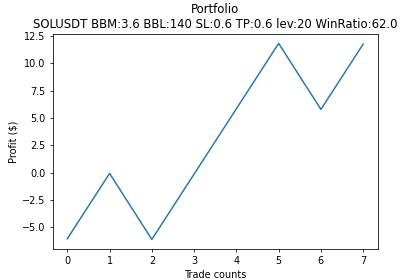 Portfolio
SOLUSDT BBM:3.6 BBL:140 SL:0.6 TP:0.6 lev:20 WinRatio:62.0
12.5
10.0
7.5
5.0
2.5
0.0
−2.5
−5.0
Profit ($)
0 1 2 3 4 5 6 7
Trade counts